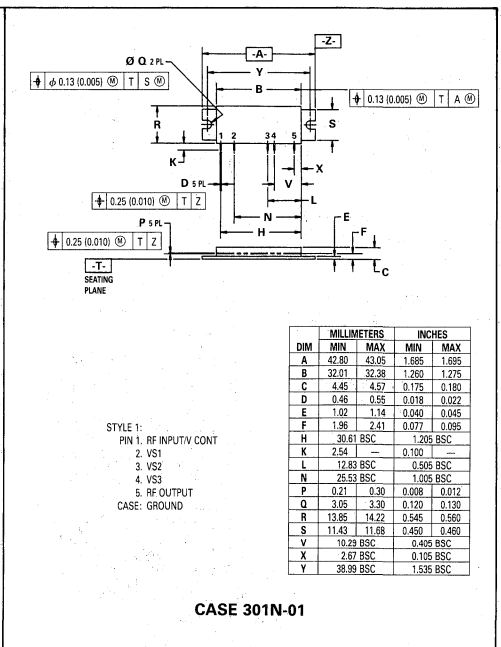 -Z-
-A-
Ø Q 2 PL
Y
⌖ ϕ 0.13 (0.005) Ⓜ T S Ⓜ
B
⌖ 0.13 (0.005) Ⓜ T A Ⓜ
R
S
1 2 3 4 5
K
X
D 5 PL
V
⌖ 0.25 (0.010) Ⓜ T Z
L
P 5 PL
N
E
⌖ 0.25 (0.010) Ⓜ T Z
H
F
-T-
C
SEATING
PLANE
MILLIMETERS INCHES
DIM MIN MAX MIN MAX
A 42.80 43.05 1.685 1.695
B 32.01 32.38 1.260 1.275
C 4.45 4.57 0.175 0.180
D 0.46 0.55 0.018 0.022
E 1.02 1.14 0.040 0.045
F 1.96 2.41 0.077 0.095
H 30.61 BSC 1.205 BSC
K 2.54 — 0.100 —
L 12.83 BSC 0.505 BSC
N 25.53 BSC 1.005 BSC
P 0.21 0.30 0.008 0.012
Q 3.05 3.30 0.120 0.130
R 13.85 14.22 0.545 0.560
S 11.43 11.68 0.450 0.460
V 10.29 BSC 0.405 BSC
X 2.67 BSC 0.105 BSC
Y 38.99 BSC 1.535 BSC
STYLE 1:
PIN 1. RF INPUT/V CONT
2. VS1
3. VS2
4. VS3
5. RF OUTPUT
CASE: GROUND
CASE 301N-01